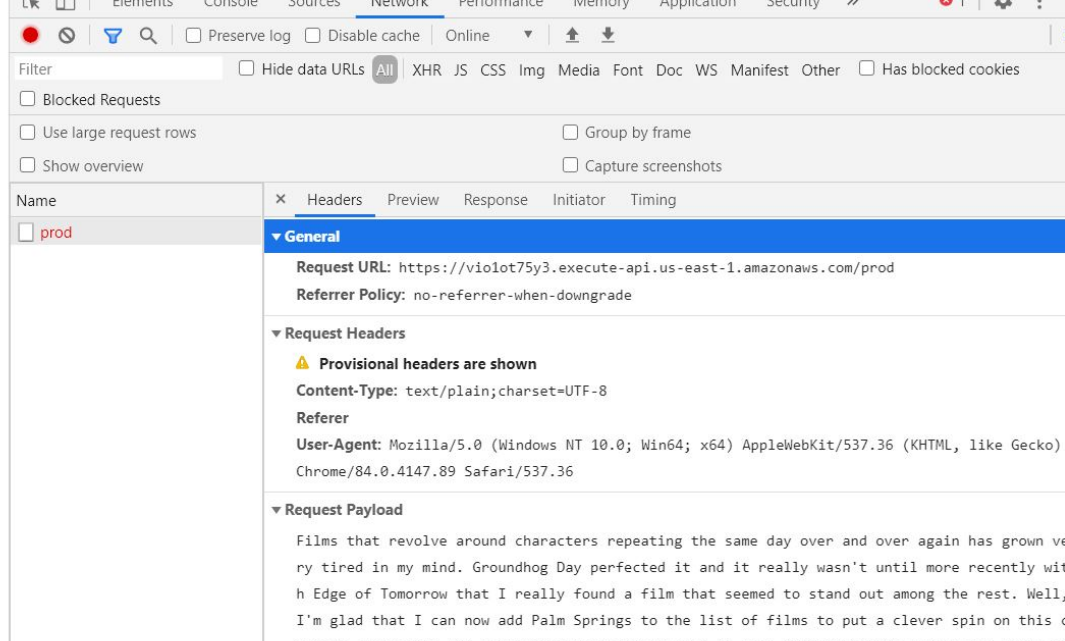 Elements Console Sources Network Performance Memory Application Security » 1
Preserve log Disable cache Online
Filter Hide data URLs All XHR JS CSS Img Media Font Doc WS Manifest Other Has blocked cookies
Blocked Requests
Use large request rows Group by frame
Show overview Capture screenshots
Name × Headers Preview Response Initiator Timing
prod
General
Request URL: https://vio1ot75y3.execute-api.us-east-1.amazonaws.com/prod
Referrer Policy: no-referrer-when-downgrade
Request Headers
Provisional headers are shown
Content-Type: text/plain;charset=UTF-8
Referer
User-Agent: Mozilla/5.0 (Windows NT 10.0; Win64; x64) AppleWebKit/537.36 (KHTML, like Gecko)
Chrome/84.0.4147.89 Safari/537.36
Request Payload
Films that revolve around characters repeating the same day over and over again has grown ve
ry tired in my mind. Groundhog Day perfected it and it really wasn't until more recently wit
h Edge of Tomorrow that I really found a film that seemed to stand out among the rest. Well,
I'm glad that I can now add Palm Springs to the list of films to put a clever spin on this